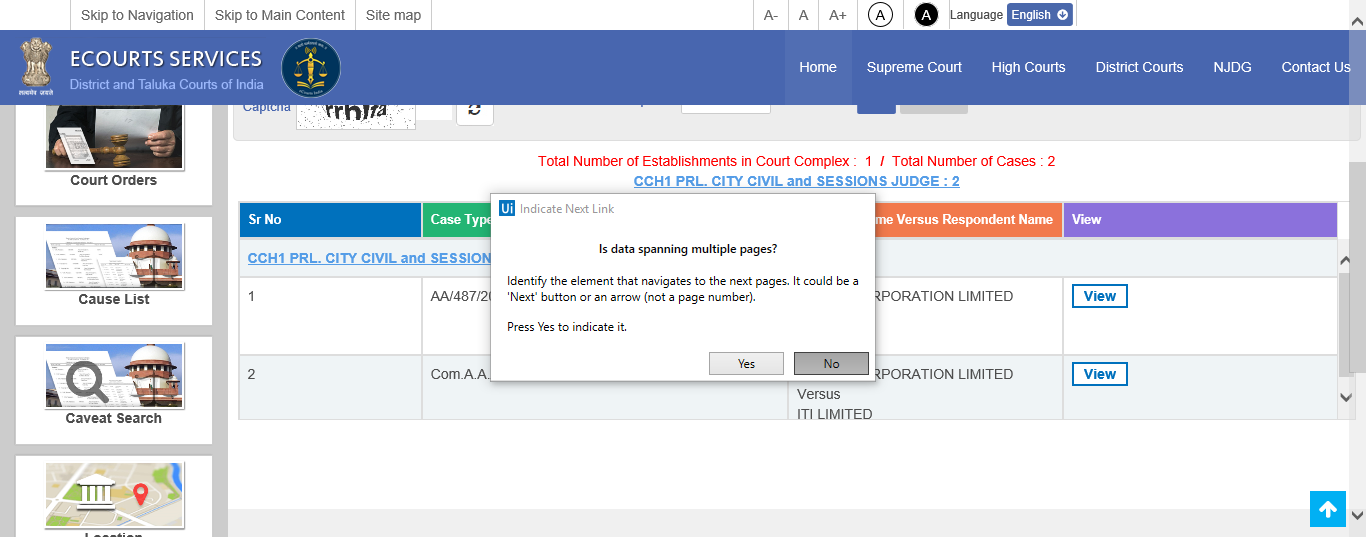 Skip to Navigation Skip to Main Content Site map A- A A+ A A Language English
ECOURTS SERVICES
District and Taluka Courts of India
सत्यमेव जयते
Home Supreme Court High Courts District Courts NJDG Contact Us
Captcha
Court Orders
Cause List
Caveat Search
Location
Total Number of Establishments in Court Complex : 1 / Total Number of Cases : 2
CCH1 PRL. CITY CIVIL and SESSIONS JUDGE : 2
Sr No Case Type me Versus Respondent Name View
CCH1 PRL. CITY CIVIL and SESSION
1 AA/487/20 RPORATION LIMITED View
2 Com.A.A. RPORATION LIMITED View
Versus
ITI LIMITED
Ui Indicate Next Link
Is data spanning multiple pages?
Identify the element that navigates to the next pages. It could be a
'Next' button or an arrow (not a page number).
Press Yes to indicate it.
Yes No